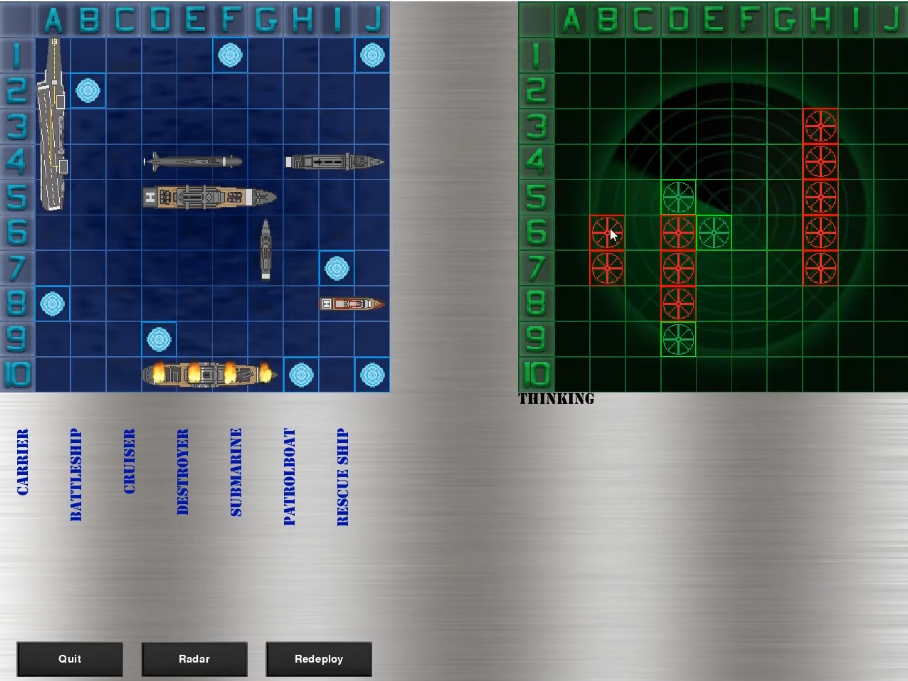 A B C D E F G H I J
1
2
3
4
5
6
7
8
9
10
A B C D E F G H I J
1
2
3
4
5
6
7
8
9
10
THINKING
CARRIER
BATTLESHIP
CRUISER
DESTROYER
SUBMARINE
PATROLBOAT
RESCUE SHIP
Quit
Radar
Redeploy